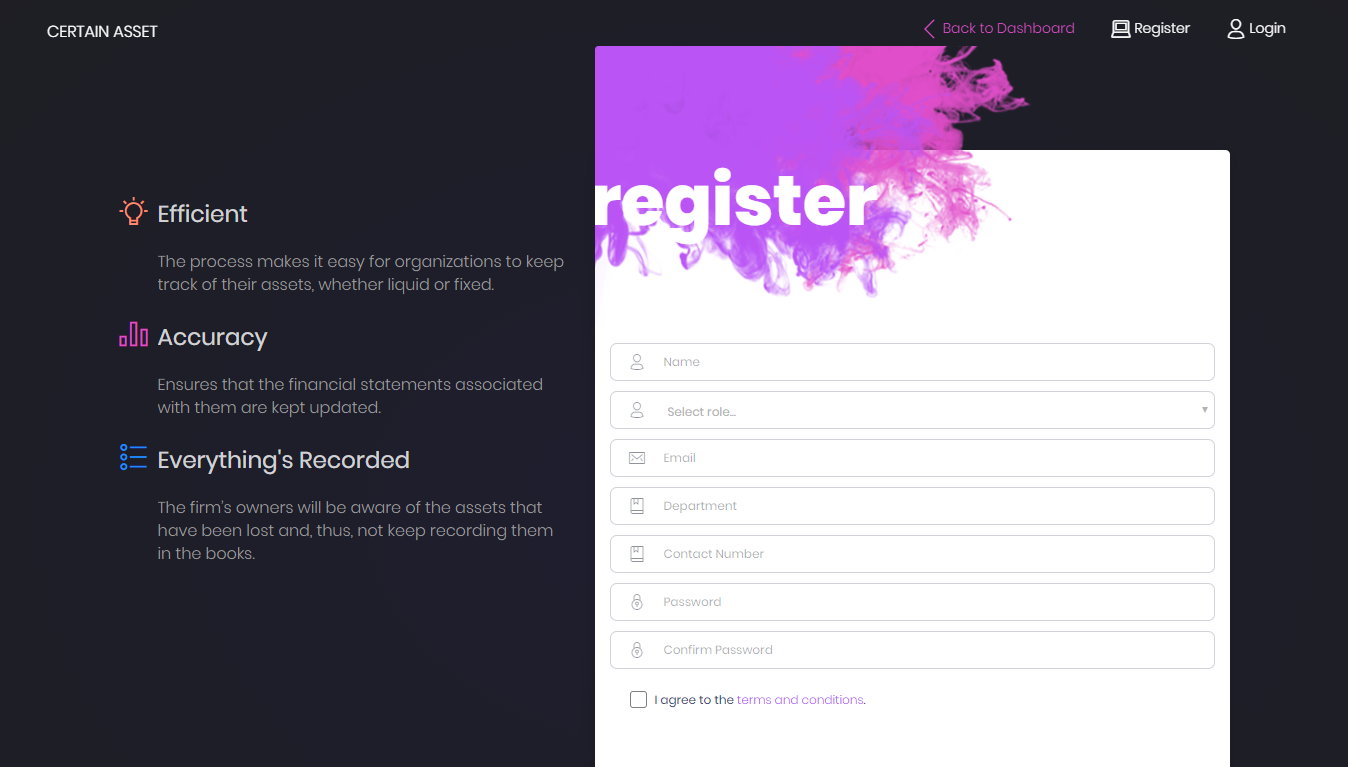 CERTAIN ASSET
Back to Dashboard
Register
Login
register
Efficient
The process makes it easy for organizations to keep
track of their assets, whether liquid or fixed.
Accuracy
Ensures that the financial statements associated
with them are kept updated.
Everything's Recorded
The firm's owners will be aware of the assets that
have been lost and, thus, not keep recording them
in the books.
Name
Select role...
Email
Department
Contact Number
Password
Confirm Password
I agree to the terms and conditions.